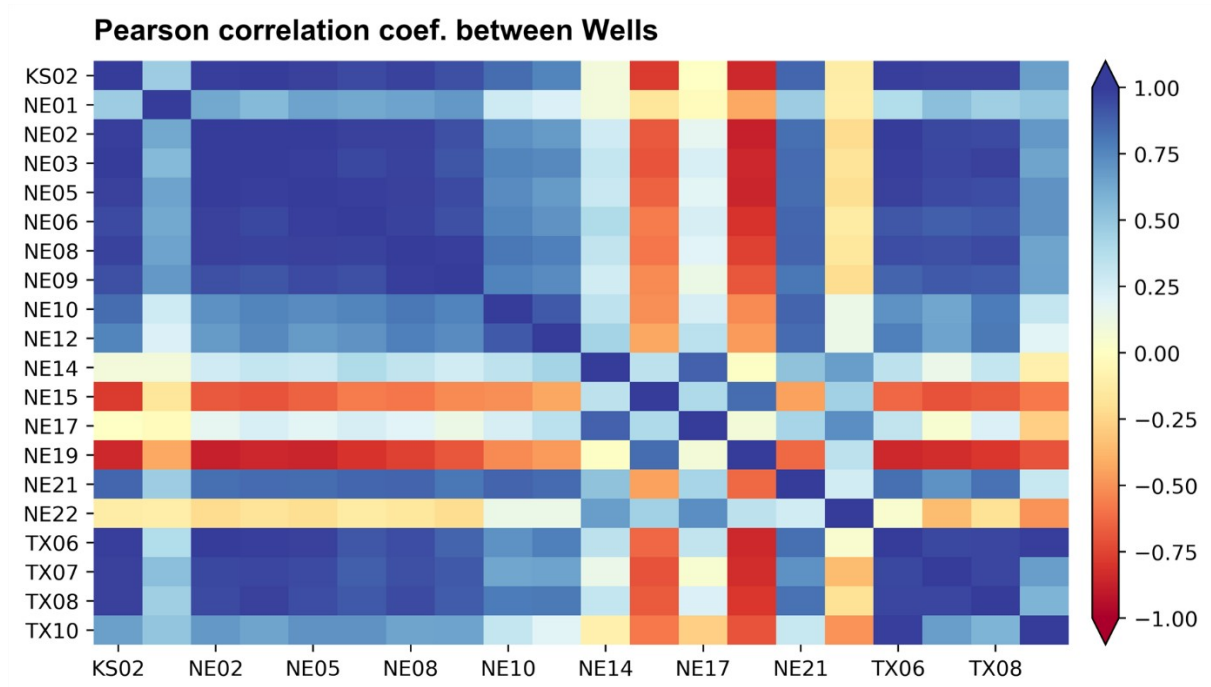 Pearson correlation coef. between Wells
KS02
NE01
NE02
NE03
NE05
NE06
NE08
NE09
NE10
NE12
NE14
NE15
NE17
NE19
NE21
NE22
TX06
TX07
TX08
TX10
KS02 NE02 NE05 NE08 NE10 NE14 NE17 NE21 TX06 TX08
1.00
0.75
0.50
0.25
0.00
−0.25
−0.50
−0.75
−1.00